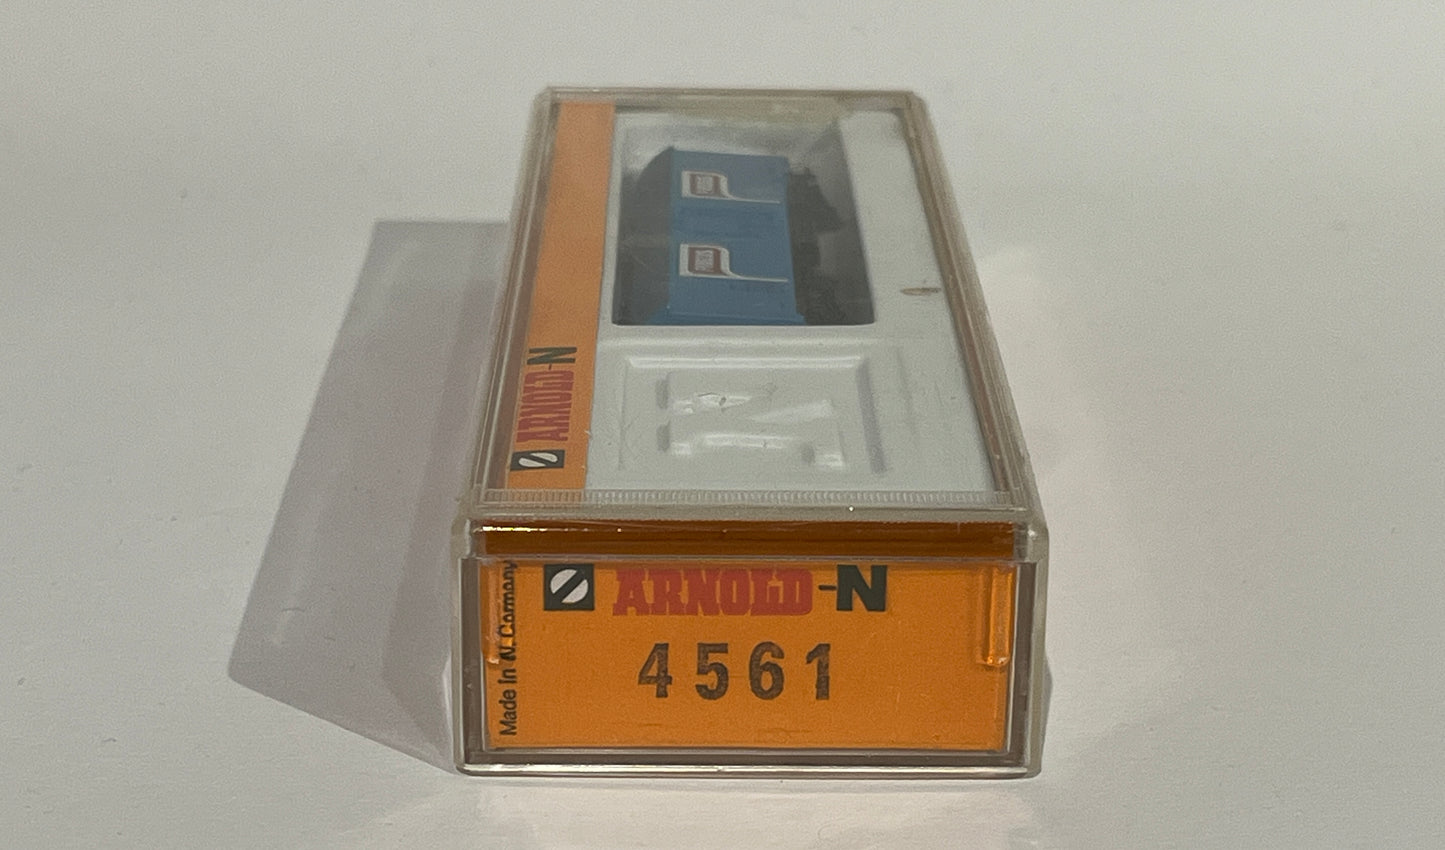 ARNOLD-N
N
ARNOLD-N
4561
Made in W. Germany